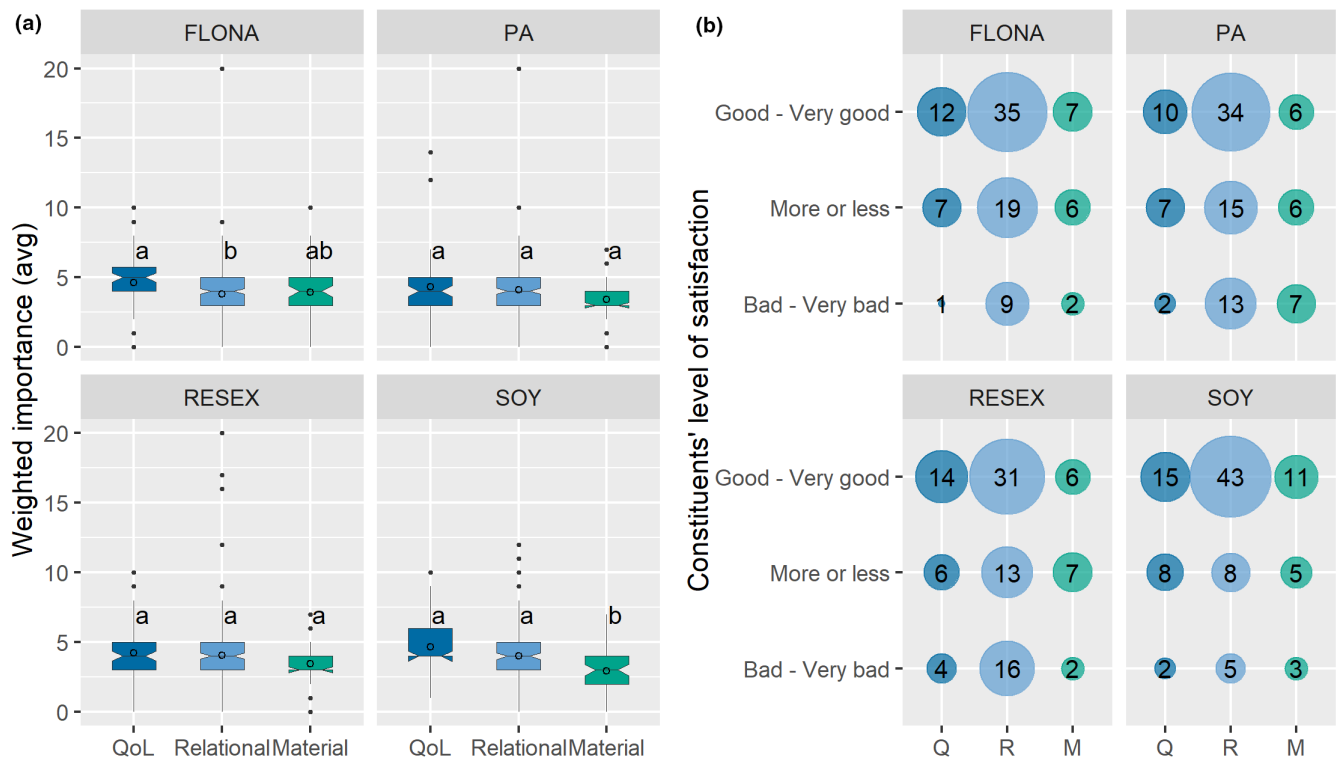 (a)
FLONA PA
Weighted importance (avg)
20
15
10
5
0
a b ab
a a a
RESEX SOY
20
15
10
5
0
a a a
a a b
QoL Relational Material
QoL Relational Material
(b)
FLONA PA
Constituents' level of satisfaction
Good - Very good 12 35 7 10 34 6
More or less 7 19 6 7 15 6
Bad - Very bad 1 9 2 2 13 7
RESEX SOY
Good - Very good 14 31 6 15 43 11
More or less 6 13 7 8 8 5
Bad - Very bad 4 16 2 2 5 3
Q R M Q R M